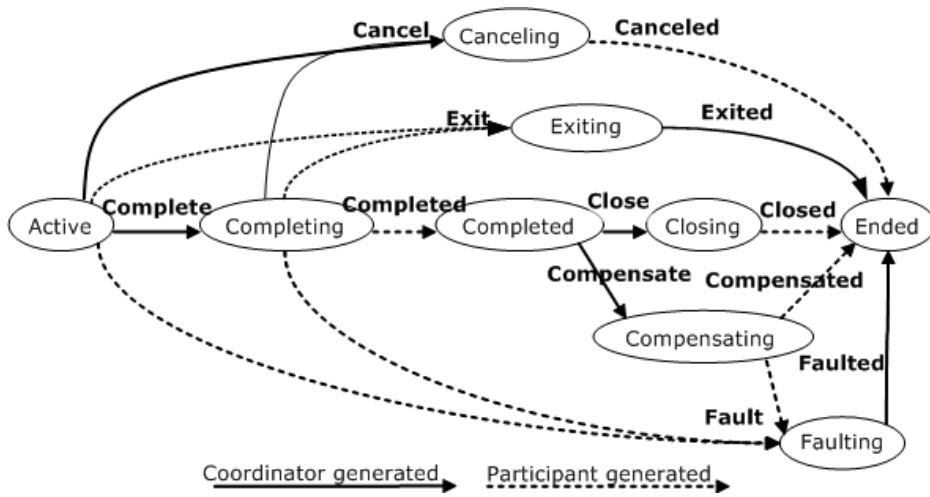 Cancel
Canceling
Canceled
Exit
Exiting
Exited
Active
Complete
Completing
Completed
Completed
Close
Closing
Closed
Ended
Compensate
Compensated
Compensating
Faulted
Fault
Faulting
Coordinator generated
Participant generated